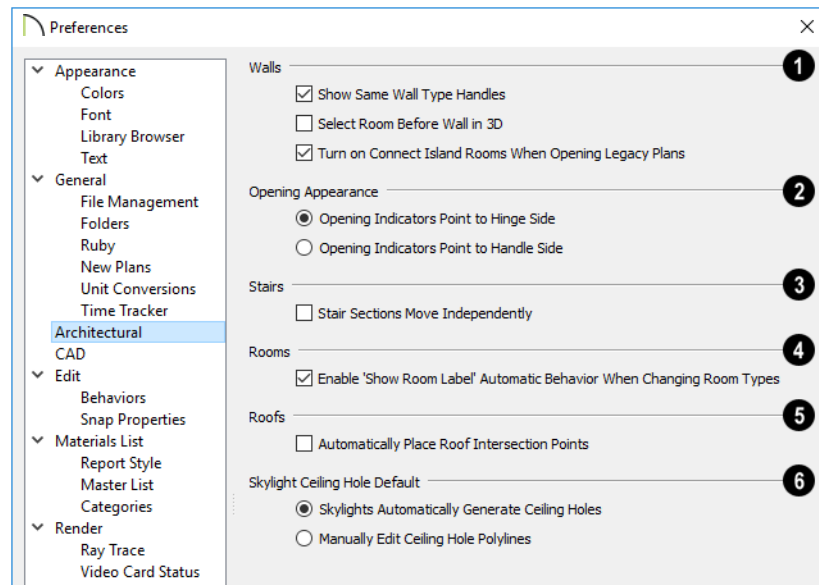 Preferences
Appearance
Colors
Font
Library Browser
Text
General
File Management
Folders
Ruby
New Plans
Unit Conversions
Time Tracker
Architectural
CAD
Edit
Behaviors
Snap Properties
Materials List
Report Style
Master List
Categories
Render
Ray Trace
Video Card Status
Walls 1
Show Same Wall Type Handles
Select Room Before Wall in 3D
Turn on Connect Island Rooms When Opening Legacy Plans
Opening Appearance 2
Opening Indicators Point to Hinge Side
Opening Indicators Point to Handle Side
Stairs 3
Stair Sections Move Independently
Rooms 4
Enable 'Show Room Label' Automatic Behavior When Changing Room Types
Roofs 5
Automatically Place Roof Intersection Points
Skylight Ceiling Hole Default 6
Skylights Automatically Generate Ceiling Holes
Manually Edit Ceiling Hole Polylines